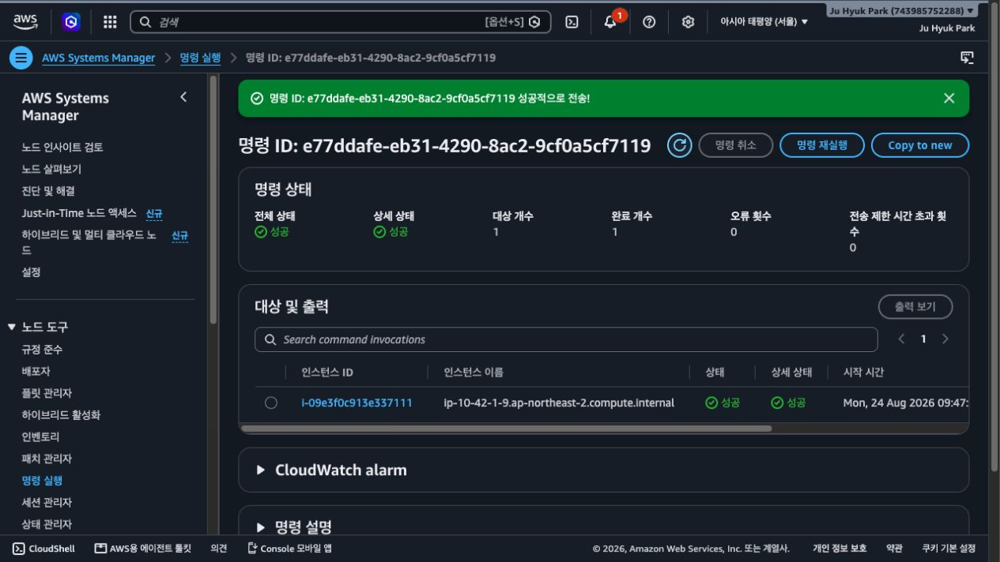 aws
검색
[옵션+S]
1
아시아 태평양 (서울) ▼
Ju Hyuk Park (743985752288) ▼
Ju Hyuk Park
AWS Systems Manager > 명령 실행 > 명령 ID: e77ddafe-eb31-4290-8ac2-9cf0a5cf7119
AWS Systems
Manager
노드 인사이트 검토
노드 살펴보기
진단 및 해결
Just-in-Time 노드 액세스 신규
하이브리드 및 멀티 클라우드 노
드 신규
설정
▼ 노드 도구
규정 준수
배포자
플릿 관리자
하이브리드 활성화
인벤토리
패치 관리자
명령 실행
세션 관리자
상태 관리자
명령 ID: e77ddafe-eb31-4290-8ac2-9cf0a5cf7119 성공적으로 전송!
명령 ID: e77ddafe-eb31-4290-8ac2-9cf0a5cf7119
명령 취소
명령 재실행
Copy to new
명령 상태
전체 상태
성공
상세 상태
성공
대상 개수
1
완료 개수
1
오류 횟수
0
전송 제한 시간 초과 횟
수
0
대상 및 출력
출력 보기
Search command invocations
1
인스턴스 ID 인스턴스 이름 상태 상세 상태 시작 시간
i-09e3f0c913e337111 ip-10-42-1-9.ap-northeast-2.compute.internal 성공 성공 Mon, 24 Aug 2026 09:47:
CloudWatch alarm
명령 설명
CloudShell
AWS용 에이전트 툴킷
의견
Console 모바일 앱
© 2026, Amazon Web Services, Inc. 또는 계열사.
개인 정보 보호
약관
쿠키 기본 설정